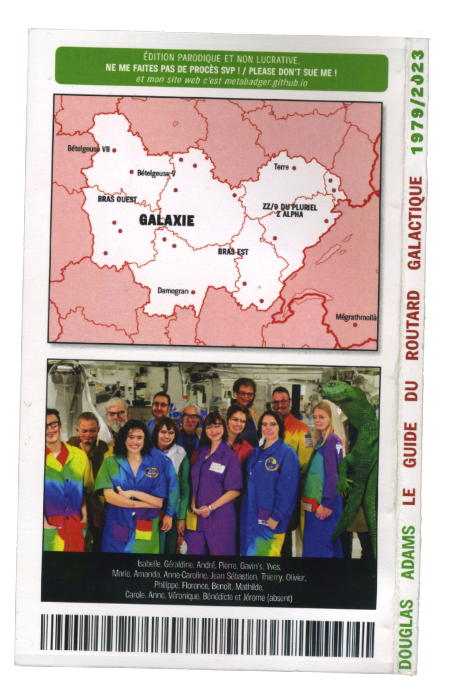 ÉDITION PARODIQUE ET NON LUCRATIVE,
NE ME FAITES PAS DE PROCÈS SVP ! / PLEASE DON'T SUE ME !
et mon site web c'est metabadger.github.io
Bételgeuse VII
Bételgeuse V
Terre
BRAS OUEST
GALAXIE
ZZ/9 DU PLURIEL
Z ALPHA
BRAS EST
Damogran
Mégrathmollä
Isabelle, Géraldine, André, Pierre, Gavin's, Yves,
Marie, Amanda, Anne-Caroline, Jean Sébastien, Thierry, Olivier,
Philippe, Florence, Benoît, Mathilde,
Carole, Anne, Véronique, Bénédicte et Jérome (absent)
DOUGLAS ADAMS LE GUIDE DU ROUTARD GALACTIQUE 1979/2023